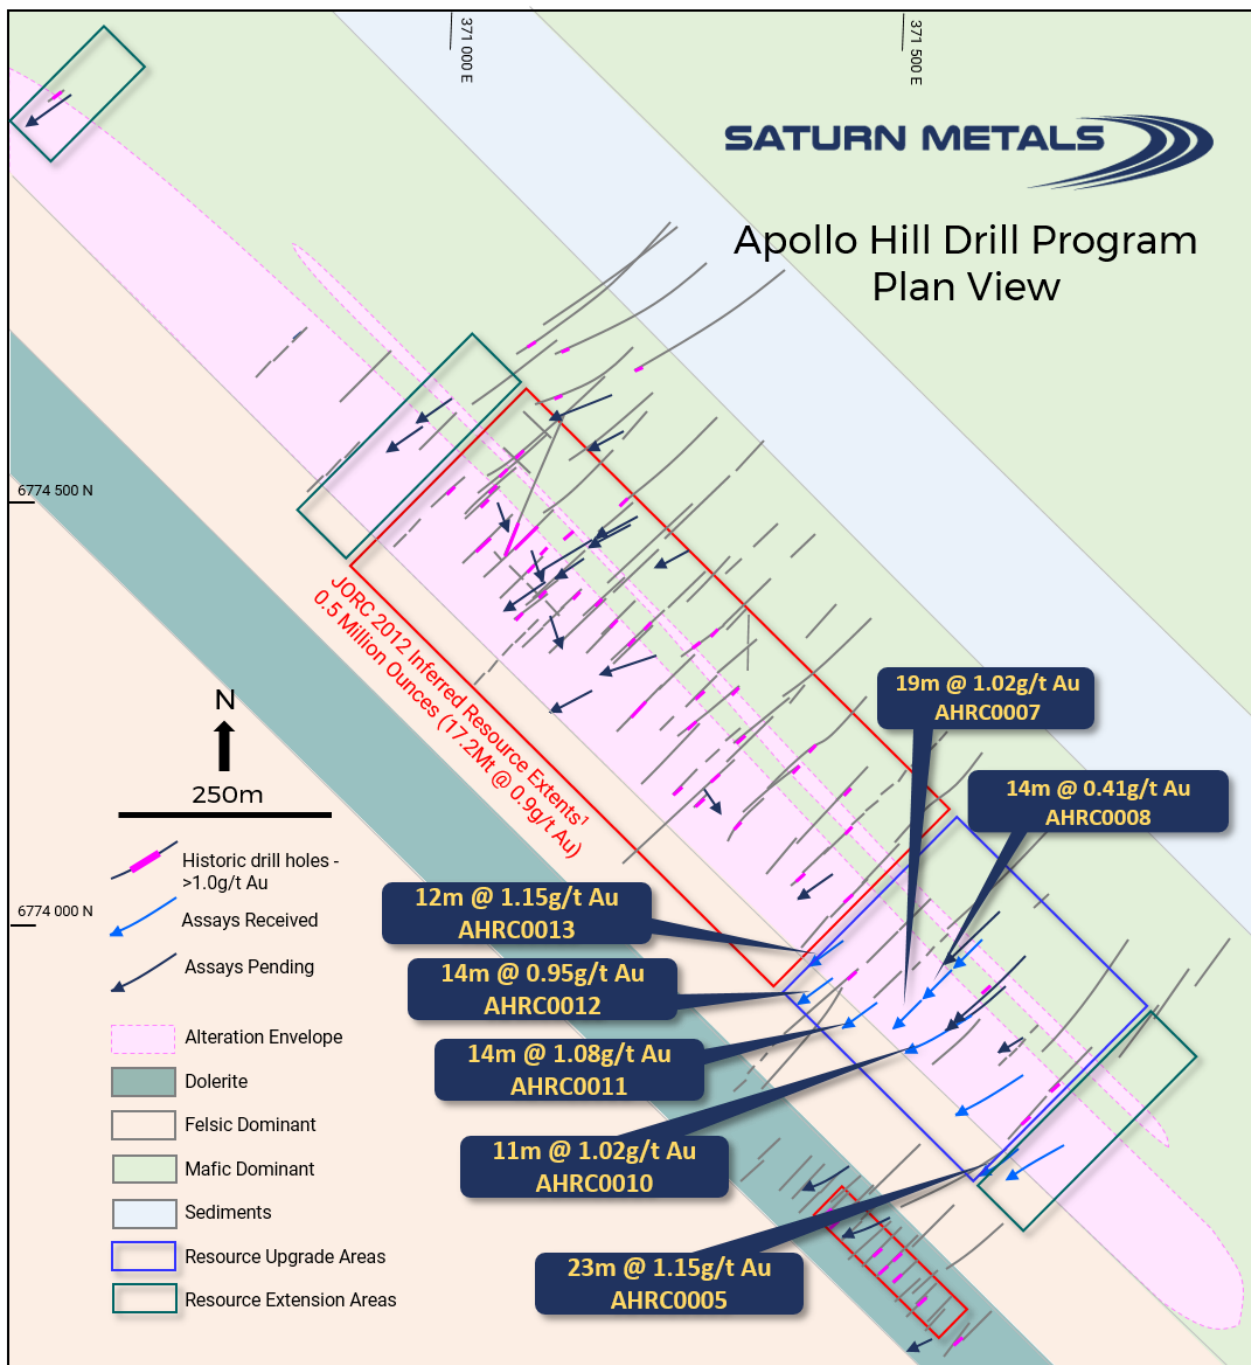 371 000 E
371 500 E
SATURN METALS
Apollo Hill Drill Program
Plan View
6774 500 N
JORC 2012 Inferred Resource Extents¹
0.5 Million Ounces (17.2Mt @ 0.9g/t Au)
19m @ 1.02g/t Au
AHRC0007
14m @ 0.41g/t Au
AHRC0008
N
250m
Historic drill holes -
>1.0g/t Au
Assays Received
6774 000 N
Assays Pending
12m @ 1.15g/t Au
AHRC0013
14m @ 0.95g/t Au
AHRC0012
14m @ 1.08g/t Au
AHRC0011
11m @ 1.02g/t Au
AHRC0010
23m @ 1.15g/t Au
AHRC0005
Alteration Envelope
Dolerite
Felsic Dominant
Mafic Dominant
Sediments
Resource Upgrade Areas
Resource Extension Areas